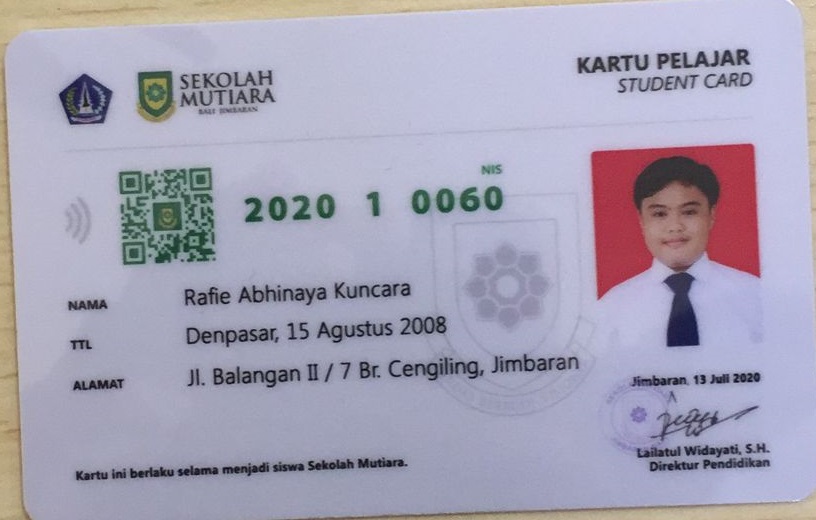 SEKOLAH
MUTIARA
BALI JIMBARAN
KARTU PELAJAR
STUDENT CARD
NIS
2020 1 0060
NAMA Rafie Abhinaya Kuncara
TTL Denpasar, 15 Agustus 2008
ALAMAT Jl. Balangan II / 7 Br. Cengiling, Jimbaran
Jimbaran, 13 Juli 2020
Lailatul Widayati, S.H.
Direktur Pendidikan
Kartu ini berlaku selama menjadi siswa Sekolah Mutiara.